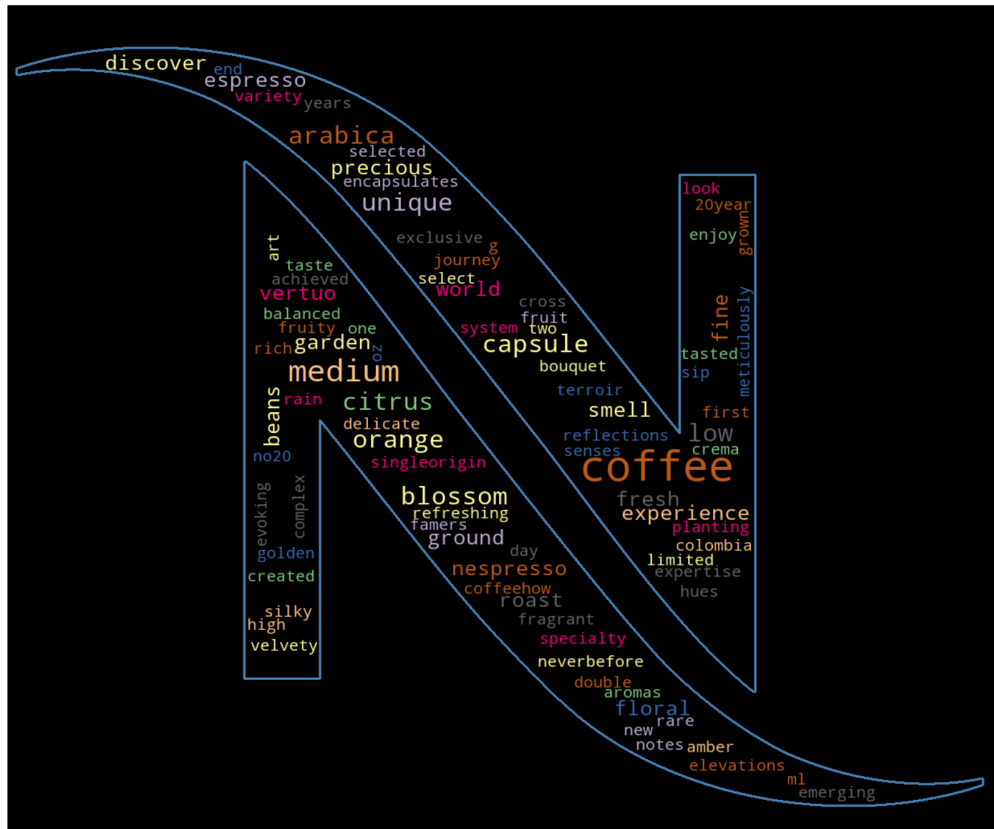 discover
end
espresso
variety
years
arabica
selected
precious
encapsulates
unique
look
20year
grown
enjoy
exclusive
g
journey
select
world
art
taste
achieved
vertuo
balanced
fruity
one
garden
rich
oz
medium
rain
citrus
beans
delicate
orange
no20
singleorigin
cross
fruit
system
two
capsule
bouquet
terroir
smell
reflections
senses
coffee
fine
meticulously
tasted
sip
first
low
crema
fresh
experience
planting
colombia
limited
expertise
hues
evoking
complex
golden
created
silky
high
velvety
blossom
refreshing
famers
ground
day
nespresso
coffeehow
roast
fragrant
specialty
neverbefore
double
aromas
floral
rare
new
notes
amber
elevations
ml
emerging